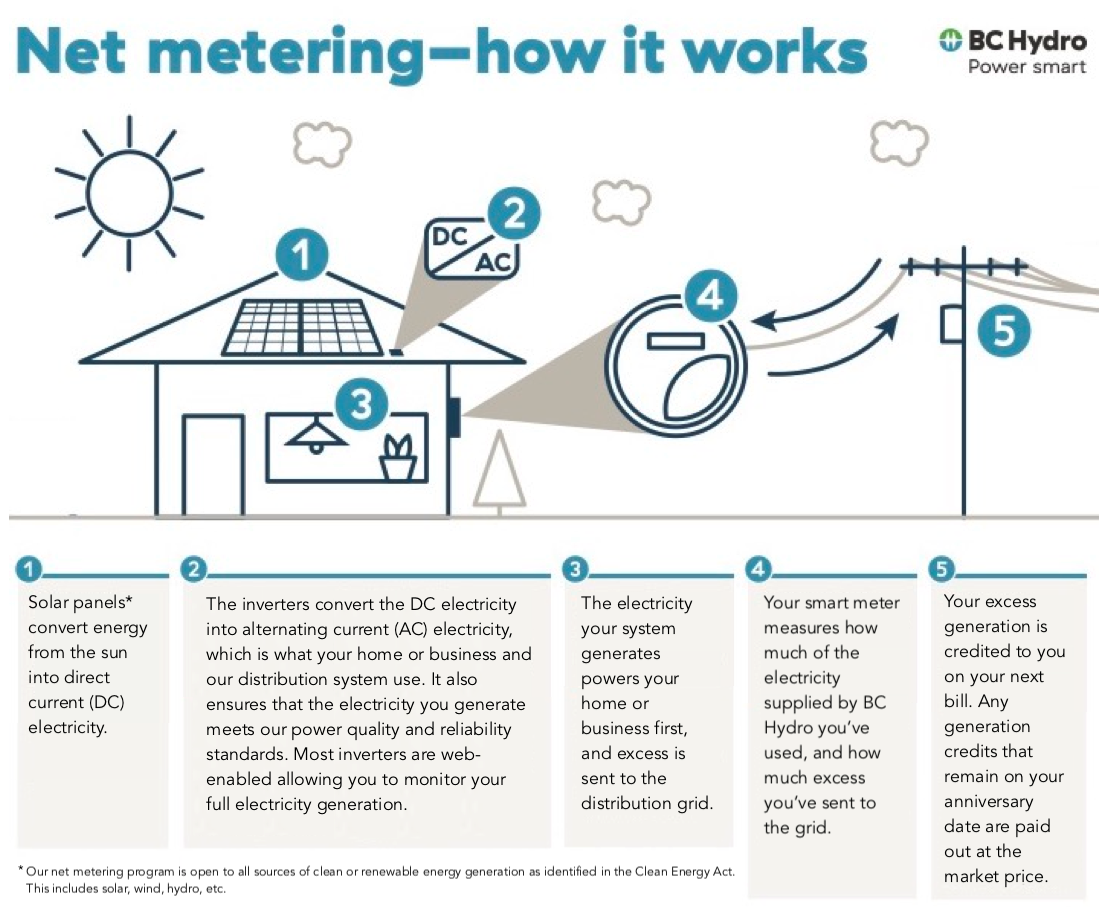 Net metering—how it works
BC Hydro
Power smart
1
2
DC
AC
3
4
5
1
Solar panels*
convert energy
from the sun
into direct
current (DC)
electricity.
2
The inverters convert the DC electricity
into alternating current (AC) electricity,
which is what your home or business and
our distribution system use. It also
ensures that the electricity you generate
meets our power quality and reliability
standards. Most inverters are web-
enabled allowing you to monitor your
full electricity generation.
3
The electricity
your system
generates
powers your
home or
business first,
and excess is
sent to the
distribution grid.
4
Your smart meter
measures how
much of the
electricity
supplied by BC
Hydro you've
used, and how
much excess
you've sent to
the grid.
5
Your excess
generation is
credited to you
on your next
bill. Any
generation
credits that
remain on your
anniversary
date are paid
out at the
market price.
* Our net metering program is open to all sources of clean or renewable energy generation as identified in the Clean Energy Act.
This includes solar, wind, hydro, etc.